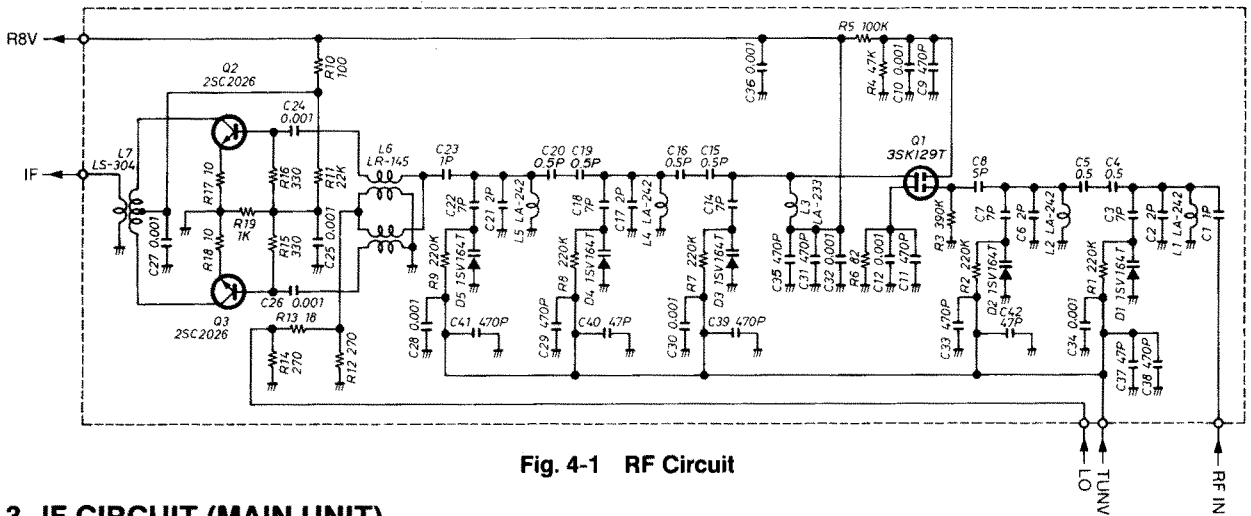 R8V
R5 100K
R10 100
C36 0.001
R4 47K
C10 0.001
C9 470P
Q2
2SC2026
C24
0.001
Q1
3SK129T
L7
LS-304
IF
R17 10
R16 330
R11 22K
L6
LR-145
C23
1P
C20
0.5P
C19
0.5P
C16
0.5P
C15
0.5P
C8
5P
C5
0.5
C4
0.5
R19
1K
C22 7P
C21 2P
L5 LA-242
C18 7P
C17 2P
L4 LA-242
C14 7P
L3 LA-233
R3 390K
C7 7P
C6 2P
L2 LA-242
C3 7P
C2 2P
L1 LA-242
C1 1P
C27 0.001
R18 10
R15 330
C25 0.001
R9 220K
D5 1SV164T
R8 220K
D4 1SV164T
R7 220K
D3 1SV164T
C35 470P
C31 470P
C32 0.001
R6 82
C12 0.001
C11 470P
R2 220K
D2 1SV164T
R1 220K
D1 1SV164T
Q3
2SC2026
C26 0.001
R13 18
R14 270
R12 270
C28 0.001
C41 470P
C29 470P
C40 47P
C30 0.001
C39 470P
C33 470P
C42
47P
C34 0.001
C37 47P
C38 470P
LO
TUNV
RF IN
Fig. 4-1 RF Circuit
IF CIRCUIT (MAIN UNIT)